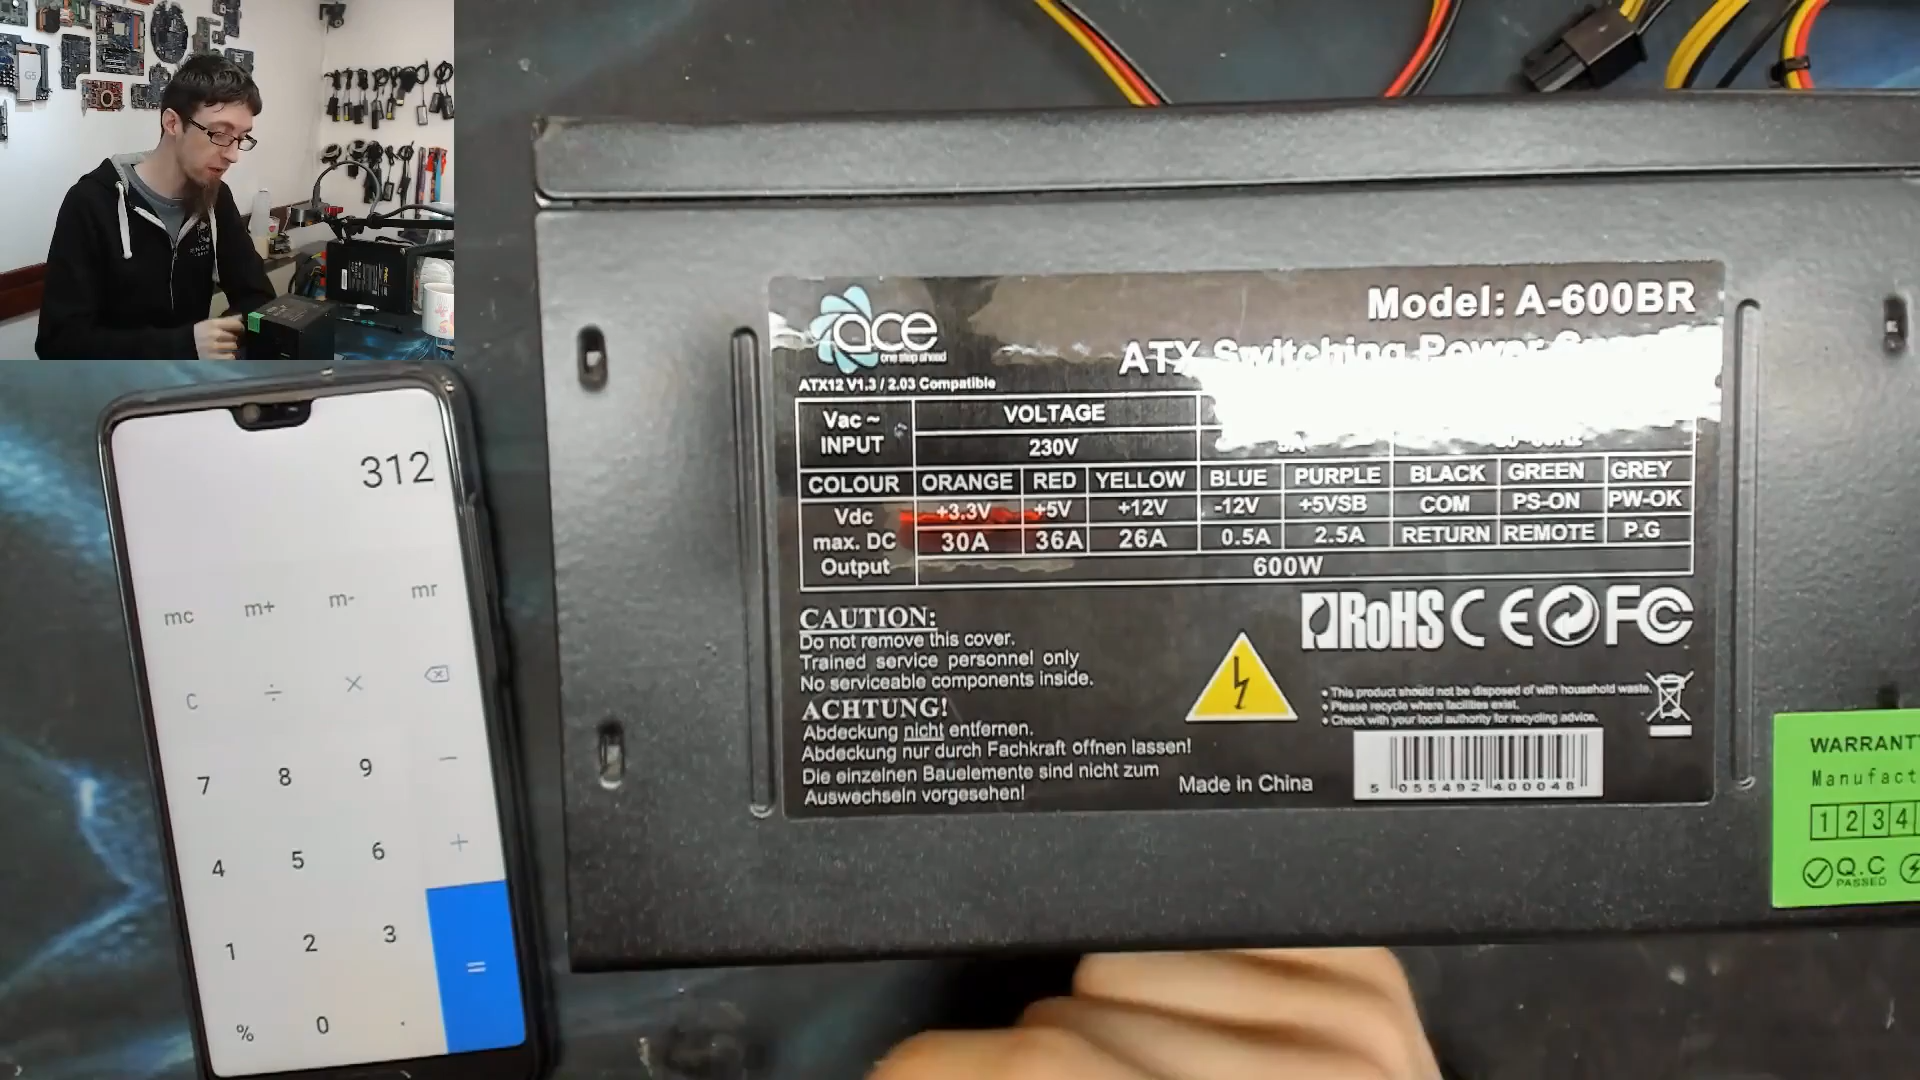 312
mc m+ m- mr
C ÷ ×
7 8 9 −
4 5 6 +
1 2 3
% 0 . =
ace
one step ahead
Model: A-600BR
ATX Switching Power
ATX12 V1.3 / 2.03 Compatible
Vac ~ INPUT
VOLTAGE
230V
COLOUR ORANGE RED YELLOW BLUE PURPLE BLACK GREEN GREY
Vdc +3.3V +5V +12V -12V +5VSB COM PS-ON PW-OK
max. DC 30A 36A 26A 0.5A 2.5A RETURN REMOTE P.G
Output 600W
CAUTION:
Do not remove this cover.
Trained service personnel only
No serviceable components inside.
ACHTUNG!
Abdeckung nicht entfernen.
Abdeckung nur durch Fachkraft offnen lassen!
Die einzelnen Bauelemente sind nicht zum
Auswechseln vorgesehen!
RoHS CE FC
• This product should not be disposed of with household waste.
• Please recycle where facilities exist.
• Check with your local authority for recycling advice.
Made in China
5 055492 400048
WARRANT
Manufact
1 2 3 4
Q.C
PASSED